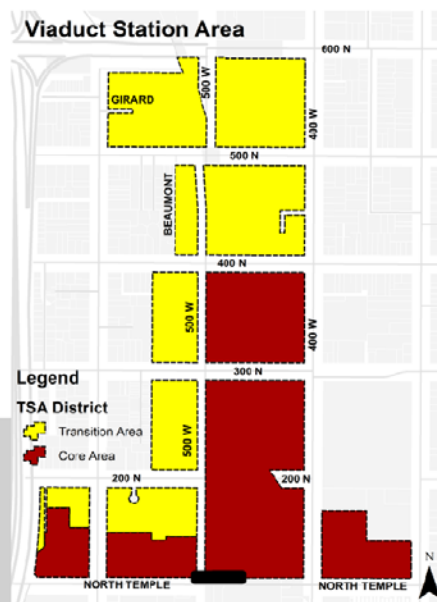 Viaduct Station Area
600 N
500 W
GIRARD
400 W
500 N
BEAUMONT
400 N
500 W
400 W
300 N
Legend
TSA District
Transition Area
Core Area
500 W
200 N
200 N
NORTH TEMPLE
NORTH TEMPLE
N